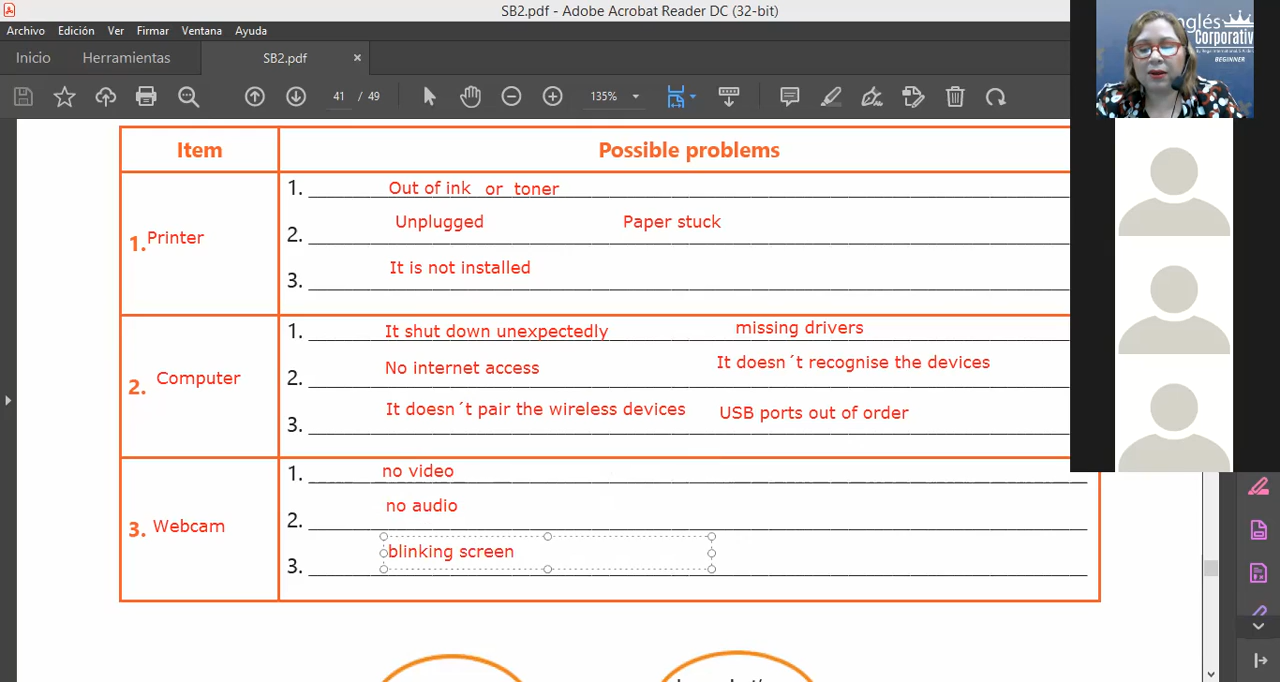 SB2.pdf - Adobe Acrobat Reader DC (32-bit)
Archivo Edición Ver Firmar Ventana Ayuda
Inicio Herramientas SB2.pdf ×
41 / 49 135%
Item Possible problems
1. Printer
1. Out of ink or toner
2. Unplugged Paper stuck
3. It is not installed
2. Computer
1. It shut down unexpectedly missing drivers
2. No internet access It doesn´t recognise the devices
3. It doesn´t pair the wireless devices USB ports out of order
3. Webcam
1. no video
2. no audio
3. blinking screen
Corporativ
BEGINNER